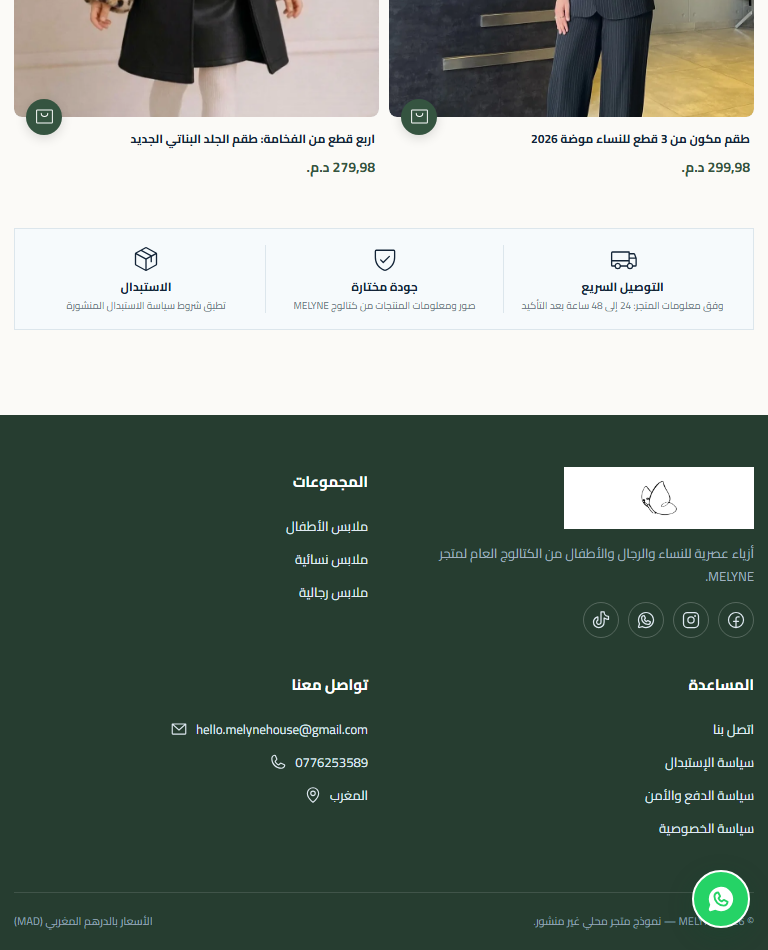 طقم مكون من 3 قطع للنساء موضة 2026
299,98 د.م.
اربع قطع من الفخامة: طقم الجلد البناتي الجديد
279,98 د.م.
التوصيل السريع
وفق معلومات المتجر: 24 إلى 48 ساعة بعد التأكيد
جودة مختارة
صور ومعلومات المنتجات من كتالوج MELYNE
الاستبدال
تطبق شروط سياسة الاستبدال المنشورة
أزياء عصرية للنساء والرجال والأطفال من الكتالوج العام لمتجر
MELYNE.
المجموعات
ملابس الأطفال
ملابس نسائية
ملابس رجالية
المساعدة
اتصل بنا
سياسة الإستبدال
سياسة الدفع والأمن
سياسة الخصوصية
تواصل معنا
hello.melynehouse@gmail.com
0776253589
المغرب
© — نموذج متجر محلي غير منشور.
الأسعار بالدرهم المغربي (MAD)